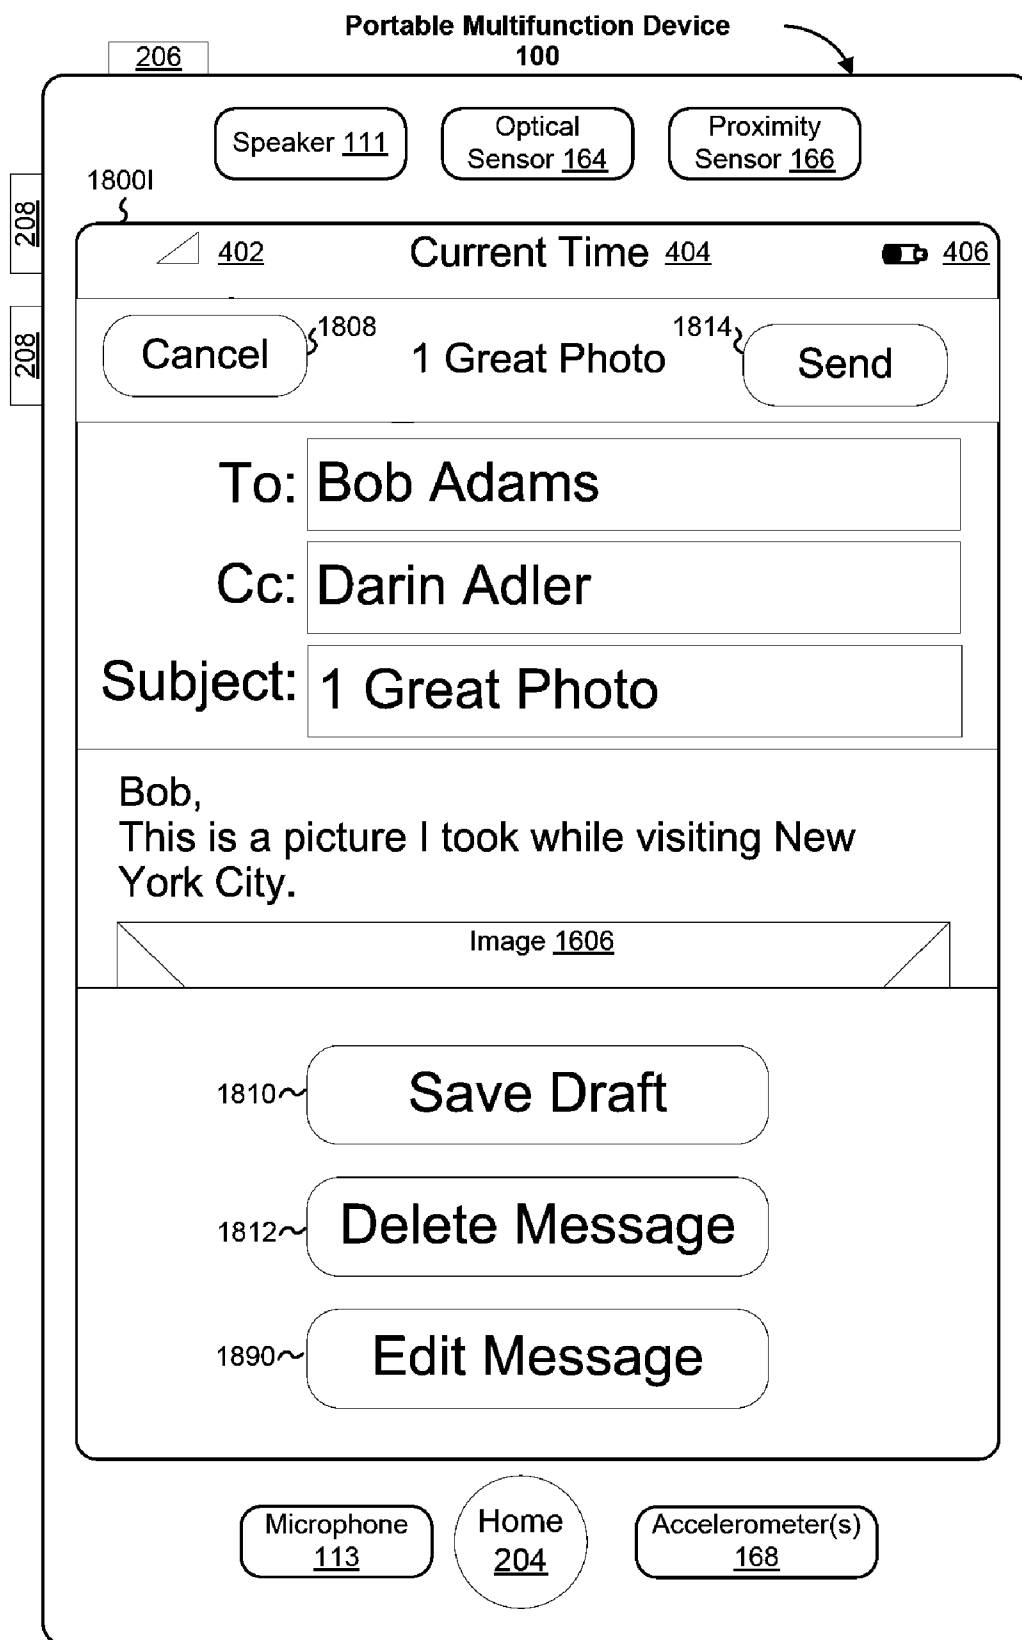 Portable Multifunction Device
100
206
Speaker 111
Optical
Sensor 164
Proximity
Sensor 166
1800I
208
402
Current Time 404
406
208
Cancel
1808
1 Great Photo
1814
Send
To: Bob Adams
Cc: Darin Adler
Subject: 1 Great Photo
Bob,
This is a picture I took while visiting New
York City.
Image 1606
1810
Save Draft
1812
Delete Message
1890
Edit Message
Microphone
113
Home
204
Accelerometer(s)
168